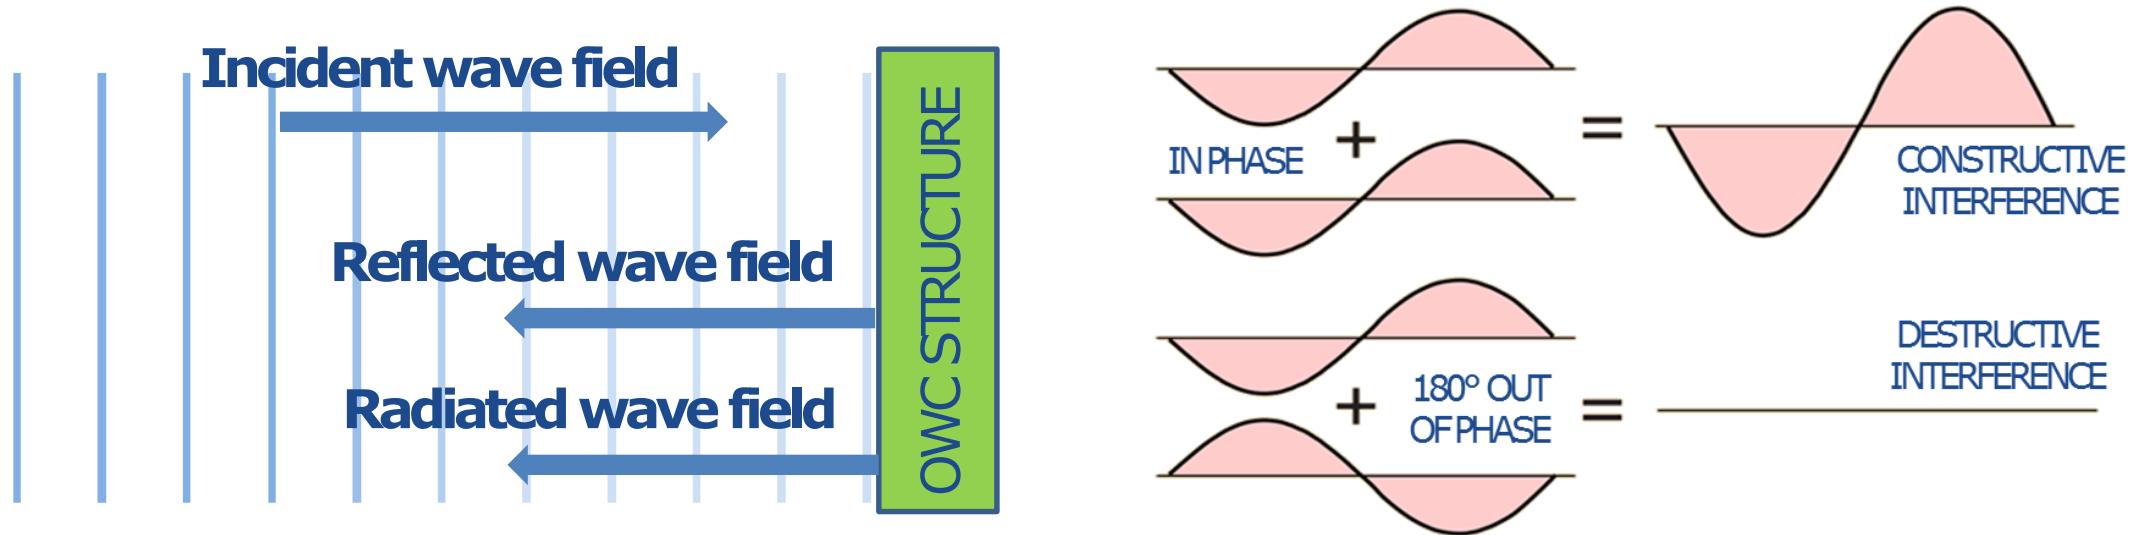 Incident wave field
Reflected wave field
Radiated wave field
OWC STRUCTURE
IN PHASE
+
=
CONSTRUCTIVE
INTERFERENCE
+
180° OUT
OF PHASE
=
DESTRUCTIVE
INTERFERENCE